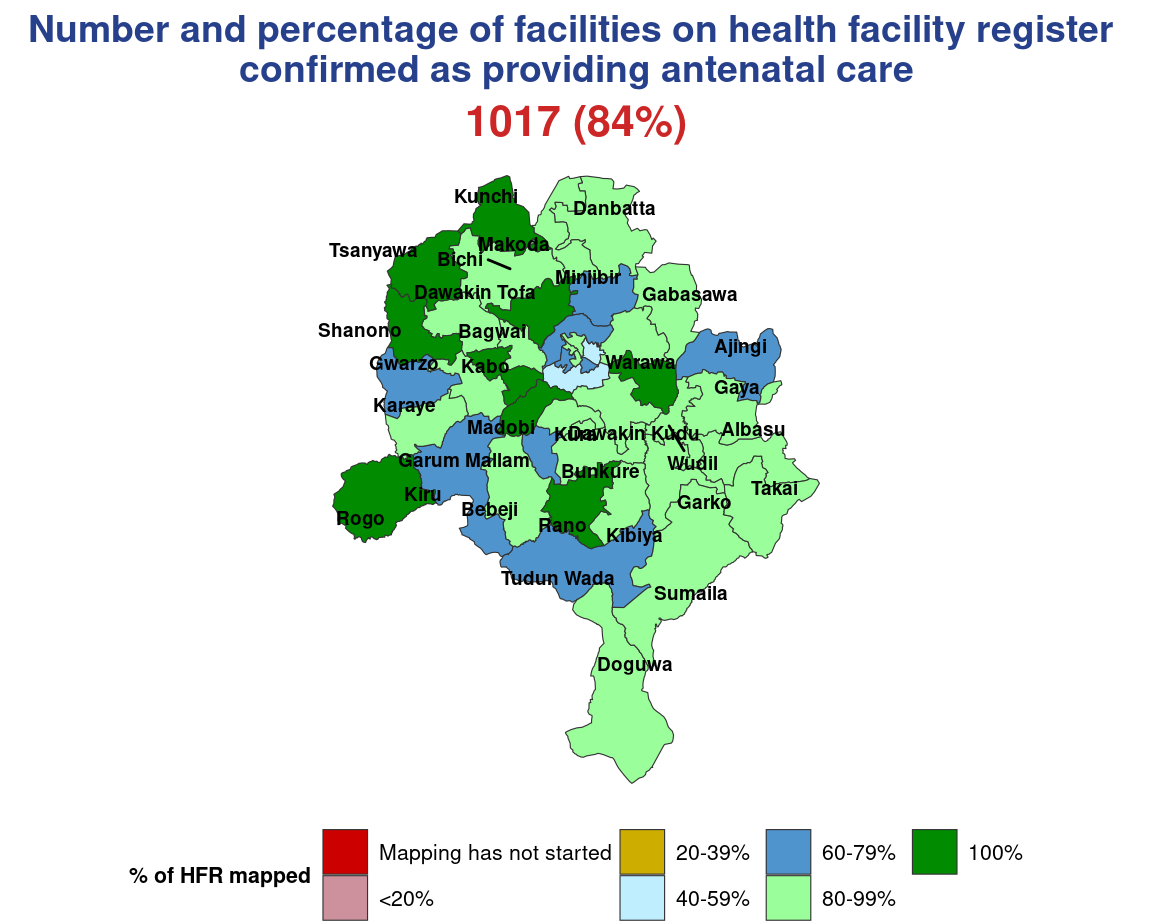 Number and percentage of facilities on health facility register
confirmed as providing antenatal care
1017 (84%)
Kunchi
Danbatta
Makoda
Tsanyawa
Bichi
Minjibir
Dawakin Tofa
Gabasawa
Shanono
Bagwai
Ajingi
Gwarzo
Kabo
Warawa
Gaya
Karaye
Madobi
Kura
Dawakin Kudu
Albasu
Garum Mallam
Wudil
Bunkure
Takai
Kiru
Garko
Bebeji
Rogo
Rano
Kibiya
Tudun Wada
Sumaila
Doguwa
% of HFR mapped
Mapping has not started
<20%
20-39%
40-59%
60-79%
80-99%
100%